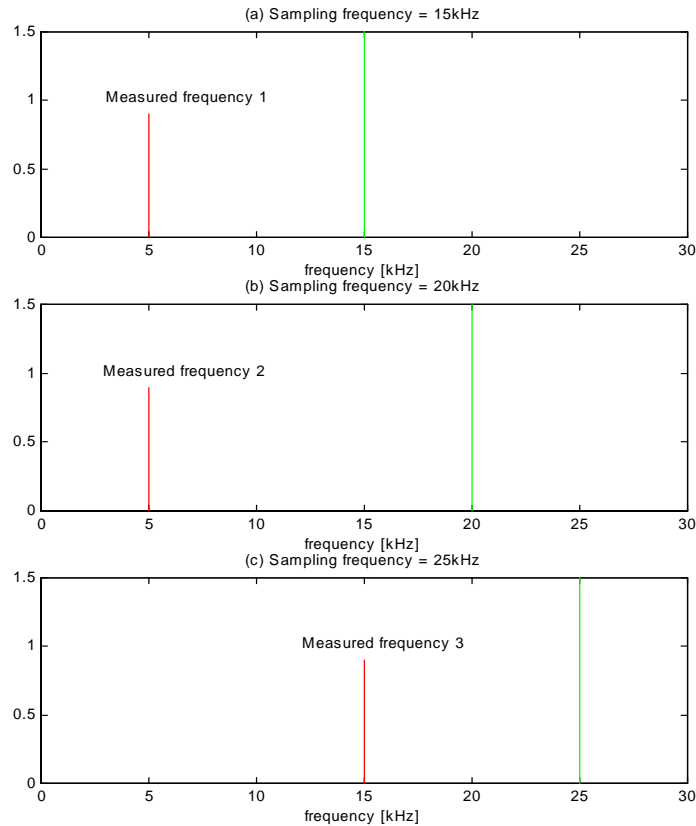 (a) Sampling frequency = 15kHz
1.5
Measured frequency 1
1
0.5
0
0 5 10 15 20 25 30
frequency [kHz]
(b) Sampling frequency = 20kHz
1.5
Measured frequency 2
1
0.5
0
0 5 10 15 20 25 30
frequency [kHz]
(c) Sampling frequency = 25kHz
1.5
Measured frequency 3
1
0.5
0
0 5 10 15 20 25 30
frequency [kHz]